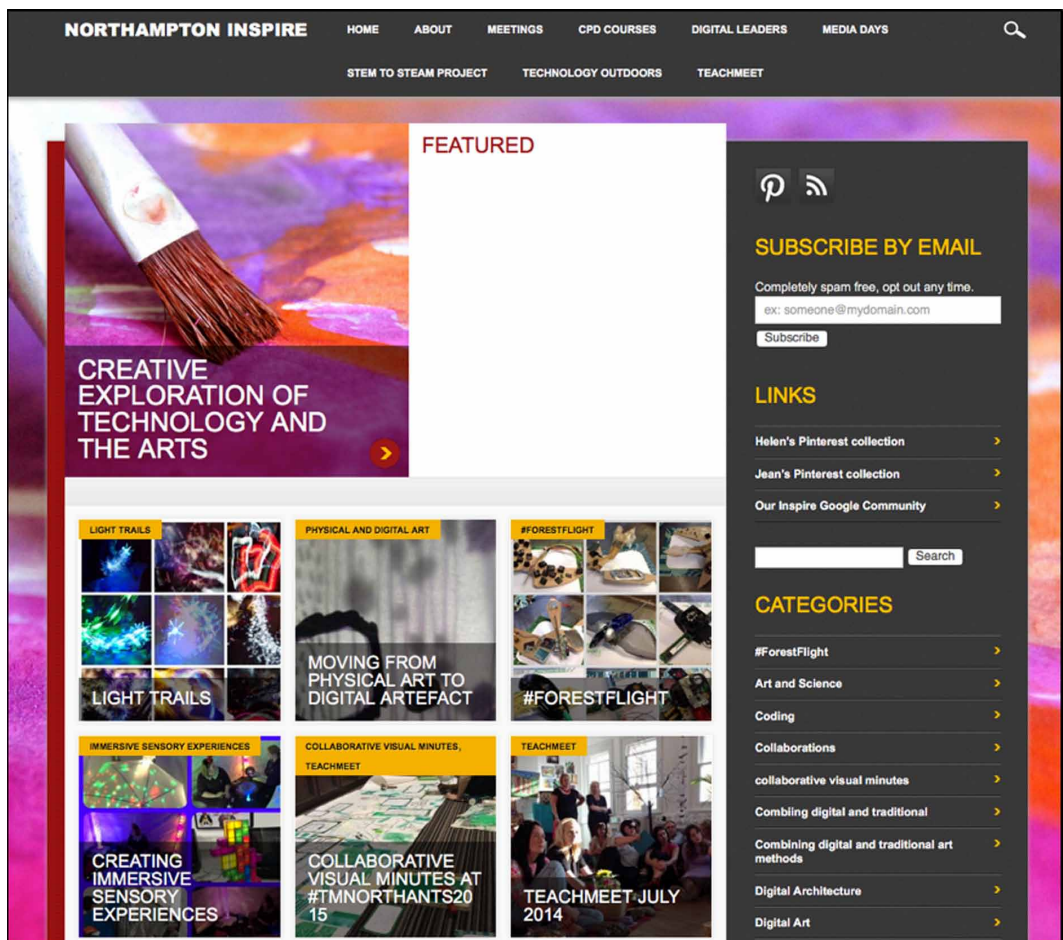 NORTHAMPTON INSPIRE
HOME ABOUT MEETINGS CPD COURSES DIGITAL LEADERS MEDIA DAYS
STEM TO STEAM PROJECT TECHNOLOGY OUTDOORS TEACHMEET
CREATIVE
EXPLORATION OF
TECHNOLOGY AND
THE ARTS
FEATURED
LIGHT TRAILS
LIGHT TRAILS
PHYSICAL AND DIGITAL ART
MOVING FROM
PHYSICAL ART TO
DIGITAL ARTEFACT
#FORESTFLIGHT
#FORESTFLIGHT
IMMERSIVE SENSORY EXPERIENCES
CREATING
IMMERSIVE
SENSORY
EXPERIENCES
COLLABORATIVE VISUAL MINUTES,
TEACHMEET
COLLABORATIVE
VISUAL MINUTES AT
#TMNORTHANTS20
15
TEACHMEET
TEACHMEET JULY
2014
SUBSCRIBE BY EMAIL
Completely spam free, opt out any time.
ex: someone@mydomain.com
Subscribe
LINKS
Helen's Pinterest collection
Jean's Pinterest collection
Our Inspire Google Community
Search
CATEGORIES
#ForestFlight
Art and Science
Coding
Collaborations
collaborative visual minutes
Combiing digital and traditional
Combining digital and traditional art
methods
Digital Architecture
Digital Art